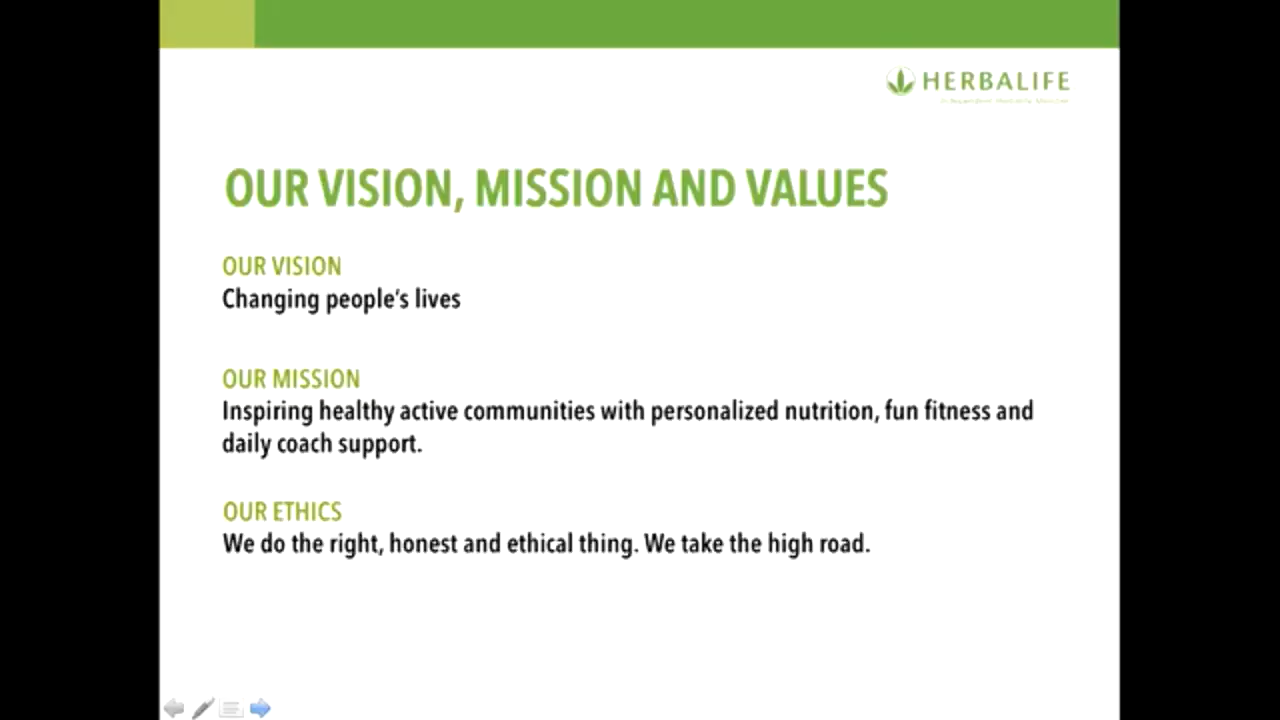 HERBALIFE
OUR VISION, MISSION AND VALUES
OUR VISION
Changing people's lives
OUR MISSION
Inspiring healthy active communities with personalized nutrition, fun fitness and
daily coach support.
OUR ETHICS
We do the right, honest and ethical thing. We take the high road.